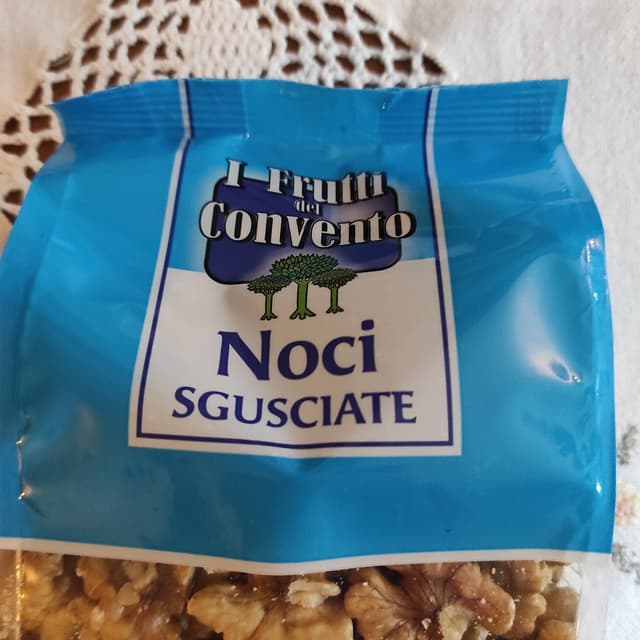 I Frutti
del
Convento
Noci
SGUSCIATE